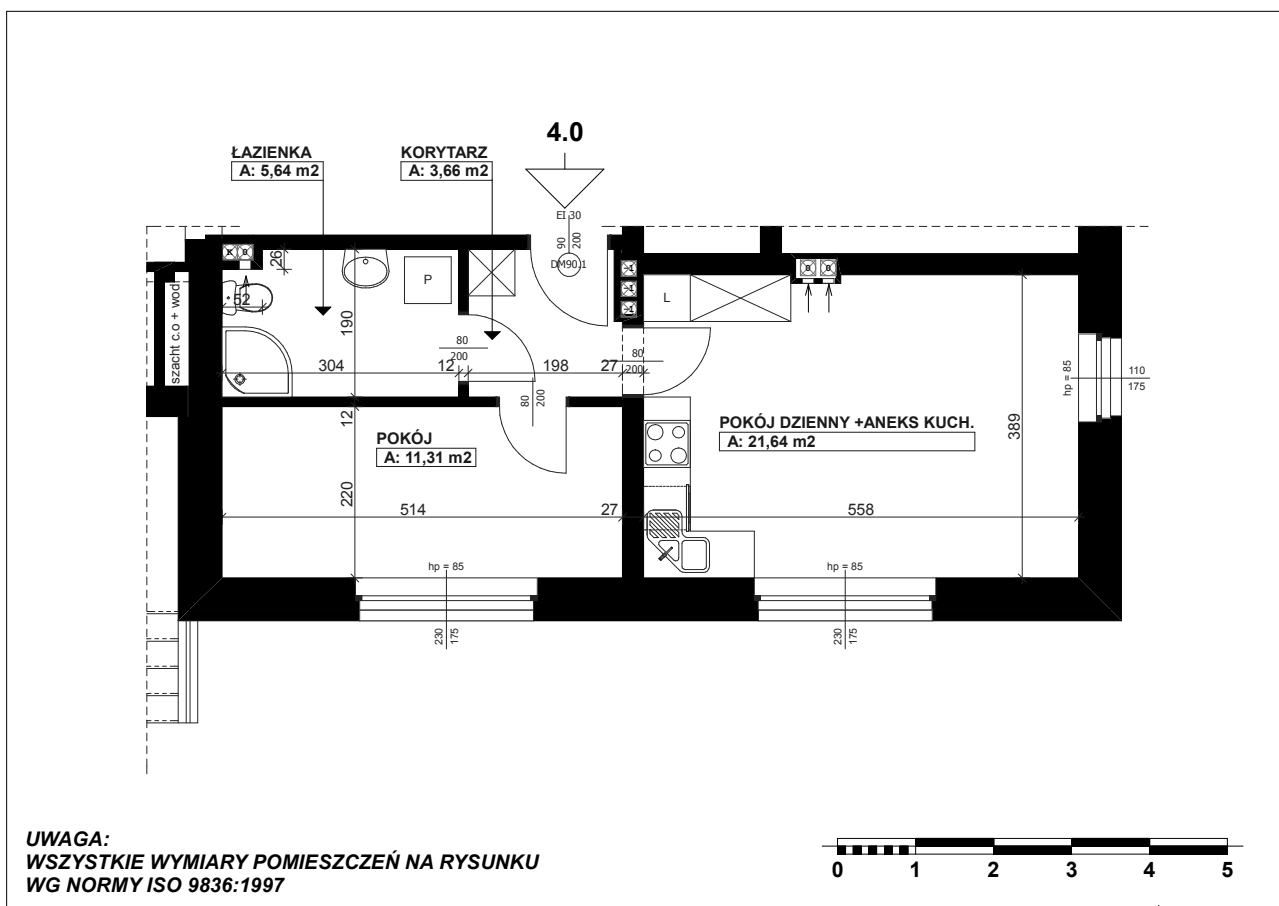 4.0
ŁAZIENKA
A: 5,64 m2
KORYTARZ
A: 3,66 m2
EI 30
90
200
DM90.1
26
52
P
L
szacht c.o + wod
190
80
200
304
12
198
27
80
200
80
200
hp = 85
110
175
12
POKÓJ
A: 11,31 m2
POKÓJ DZIENNY +ANEKS KUCH.
A: 21,64 m2
389
220
514
27
558
hp = 85
hp = 85
230
175
230
175
UWAGA:
WSZYSTKIE WYMIARY POMIESZCZEŃ NA RYSUNKU
WG NORMY ISO 9836:1997
0 1 2 3 4 5